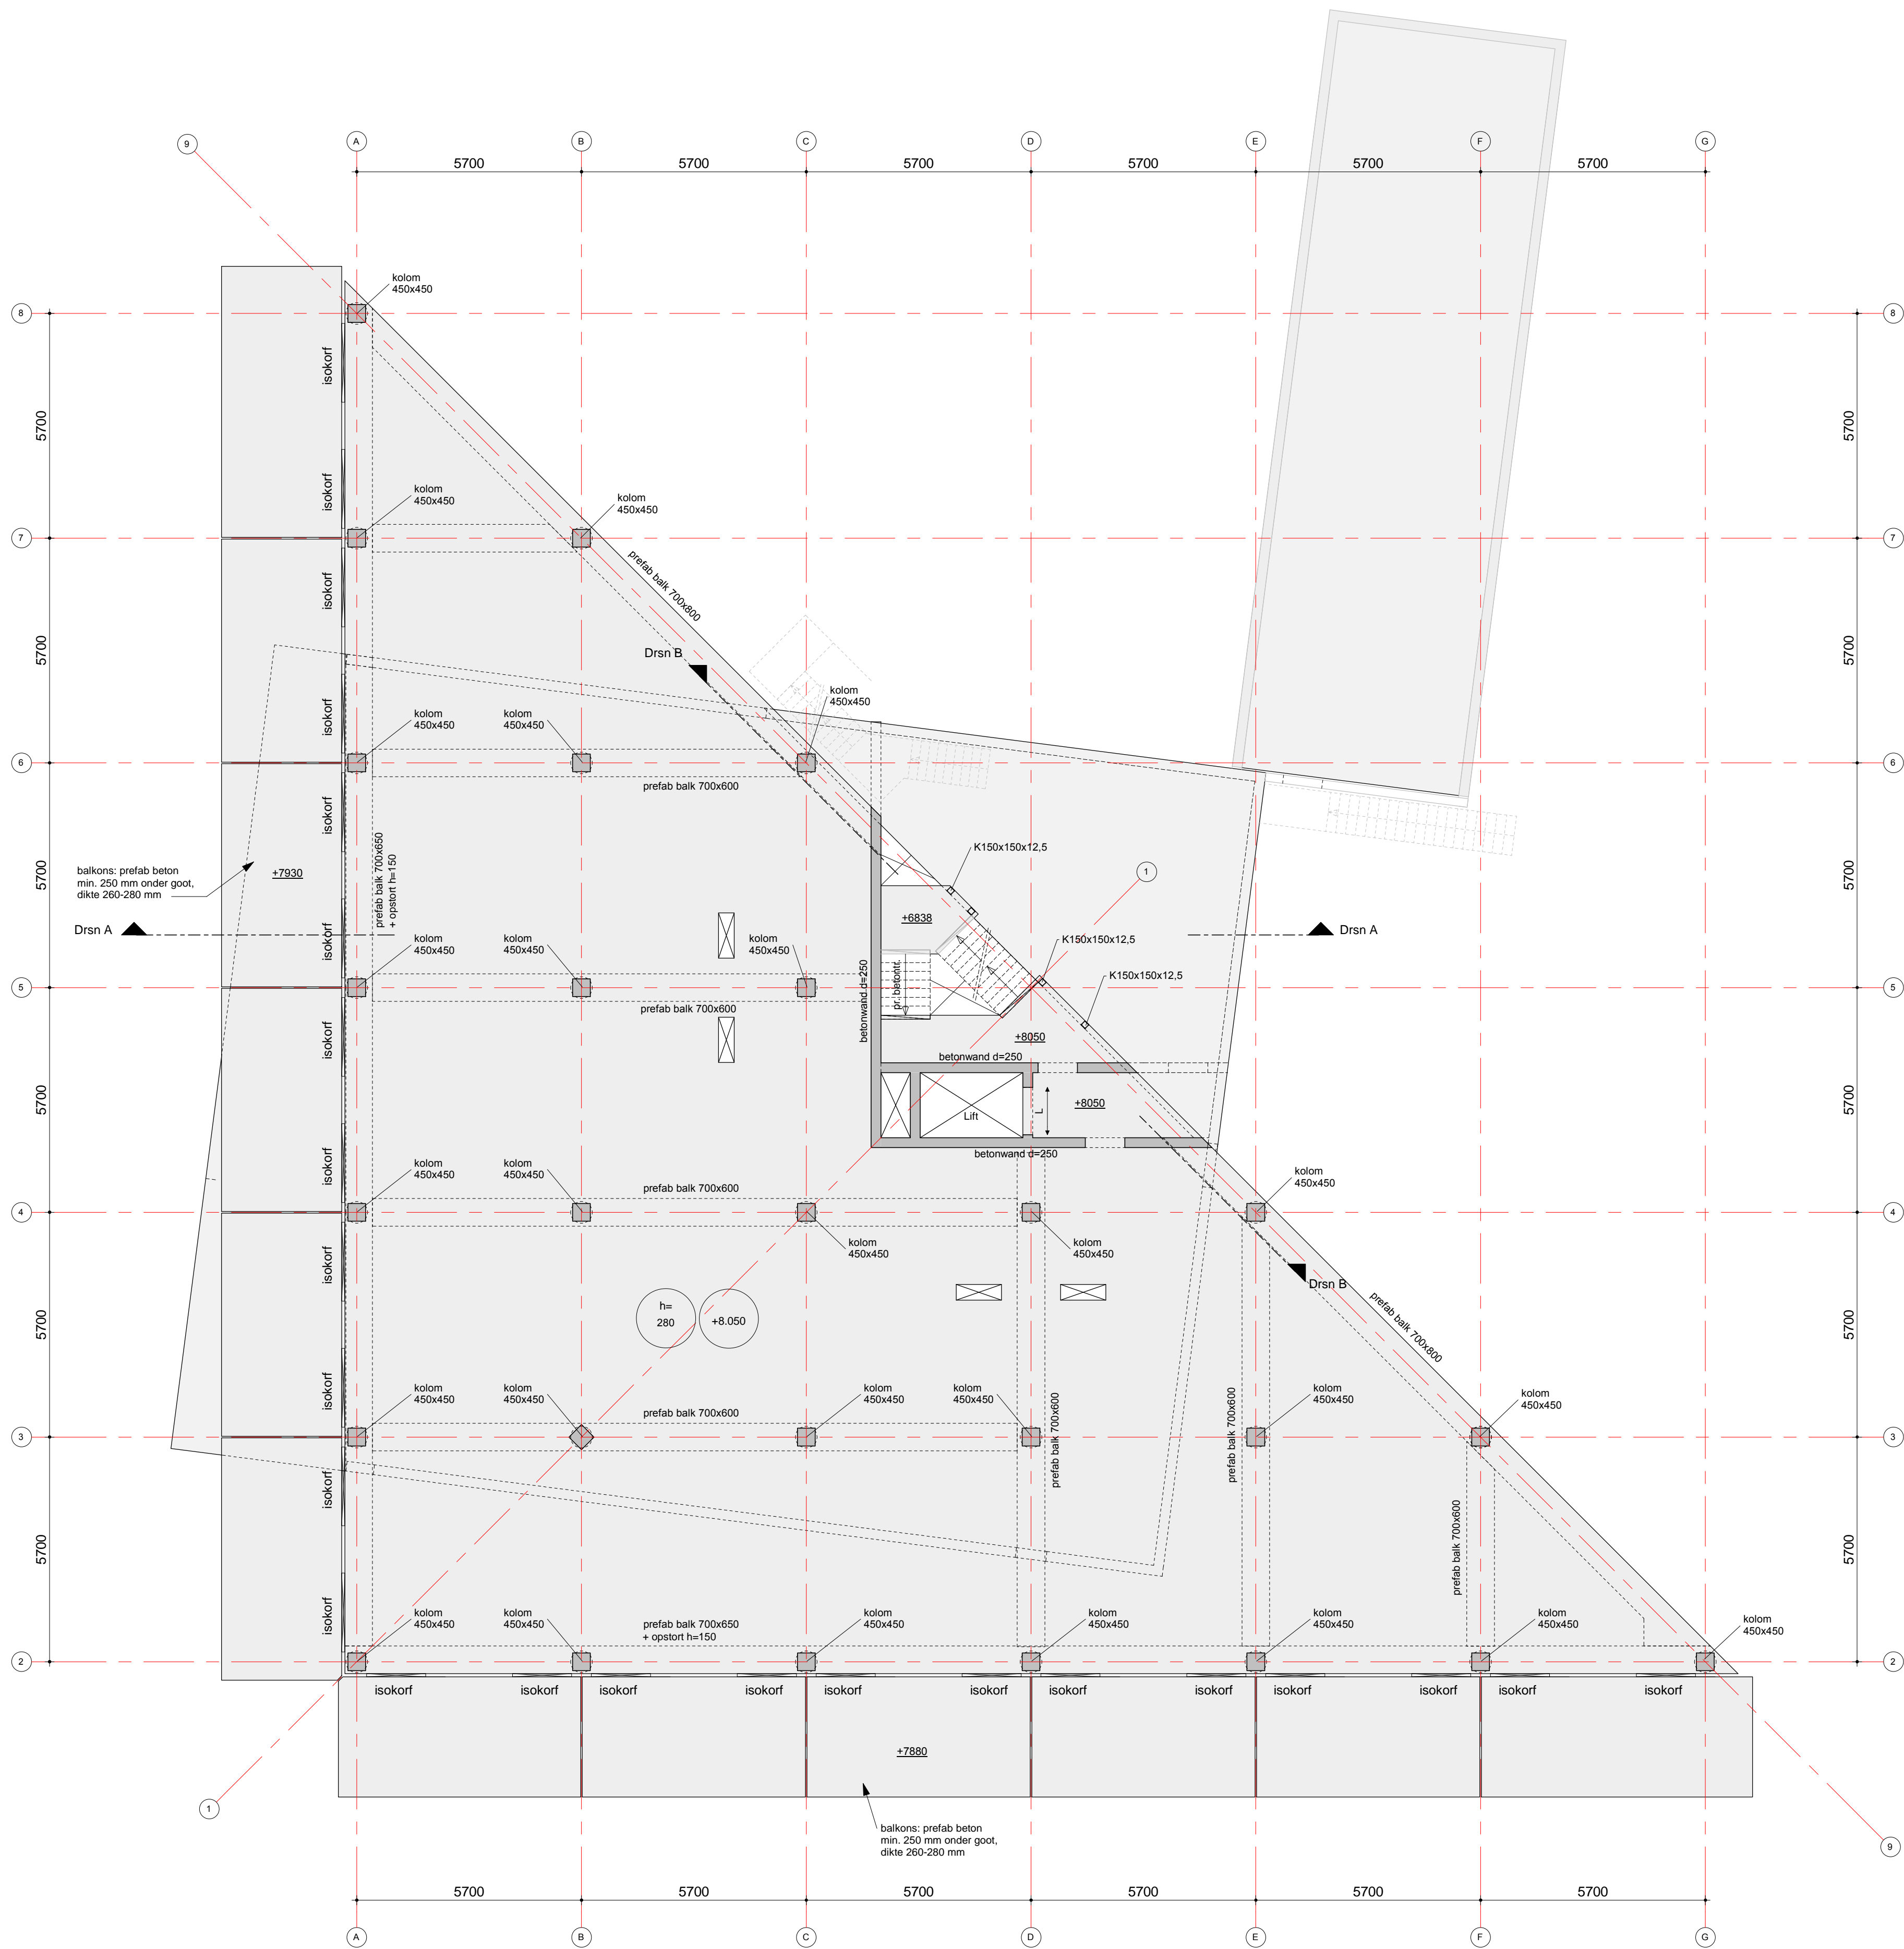 9
A
B
C
D
E
F
G
5700
5700
5700
5700
5700
5700
kolom
450x450
8
8
isokorf
5700
5700
isokorf
kolom
450x450
kolom
450x450
7
7
prefab balk 700x800
isokorf
5700
5700
Drsn B
isokorf
kolom
450x450
kolom
450x450
kolom
450x450
6
6
prefab balk 700x600
isokorf
K150x150x12,5
1
balkons: prefab beton
min. 250 mm onder goot,
dikte 260-280 mm
+7930
5700
5700
prefab balk 700x650
+ opstort h=150
+6838
Drsn A
Drsn A
isokorf
kolom
450x450
kolom
450x450
kolom
450x450
K150x150x12,5
K150x150x12,5
5
5
betonwand d=250
pr. betontr.
prefab balk 700x600
isokorf
+8050
betonwand d=250
5700
5700
Lift
L
+8050
betonwand d=250
isokorf
kolom
450x450
kolom
450x450
kolom
450x450
prefab balk 700x600
4
4
kolom
450x450
kolom
450x450
isokorf
Drsn B
h=
280
+8.050
5700
5700
prefab balk 700x800
isokorf
kolom
450x450
kolom
450x450
kolom
450x450
kolom
450x450
kolom
450x450
kolom
450x450
prefab balk 700x600
3
3
prefab balk 700x600
prefab balk 700x600
isokorf
5700
5700
prefab balk 700x600
isokorf
kolom
450x450
kolom
450x450
prefab balk 700x650
+ opstort h=150
kolom
450x450
kolom
450x450
kolom
450x450
kolom
450x450
kolom
450x450
2
2
isokorf
isokorf
isokorf
isokorf
isokorf
isokorf
isokorf
isokorf
isokorf
isokorf
isokorf
isokorf
+7880
1
balkons: prefab beton
min. 250 mm onder goot,
dikte 260-280 mm
9
5700
5700
5700
5700
5700
5700
A
B
C
D
E
F
G